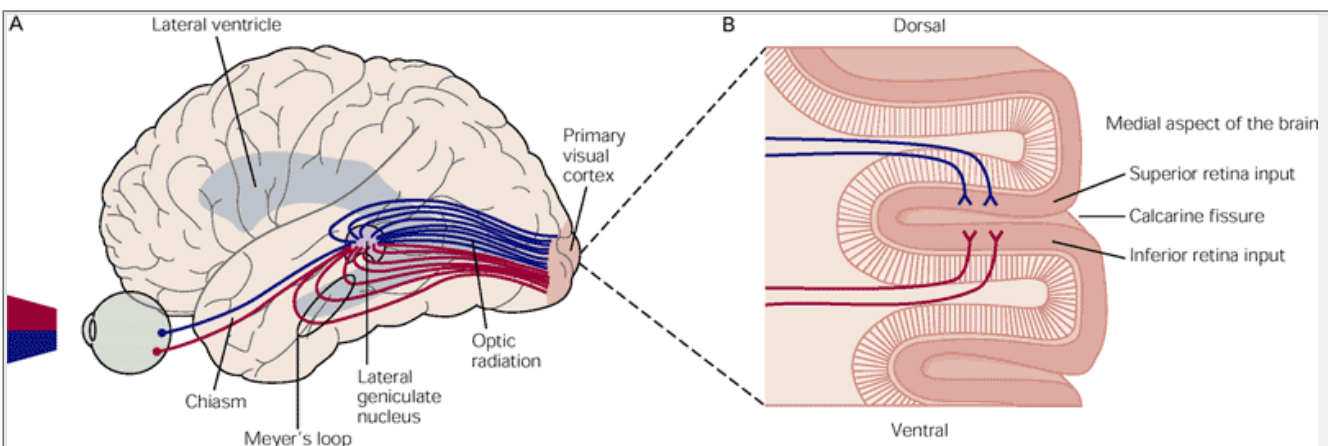 A
Lateral ventricle
Primary
visual
cortex
Optic
radiation
Lateral
geniculate
nucleus
Chiasm
Meyer's loop
B
Dorsal
Medial aspect of the brain
Superior retina input
Calcarine fissure
Inferior retina input
Ventral